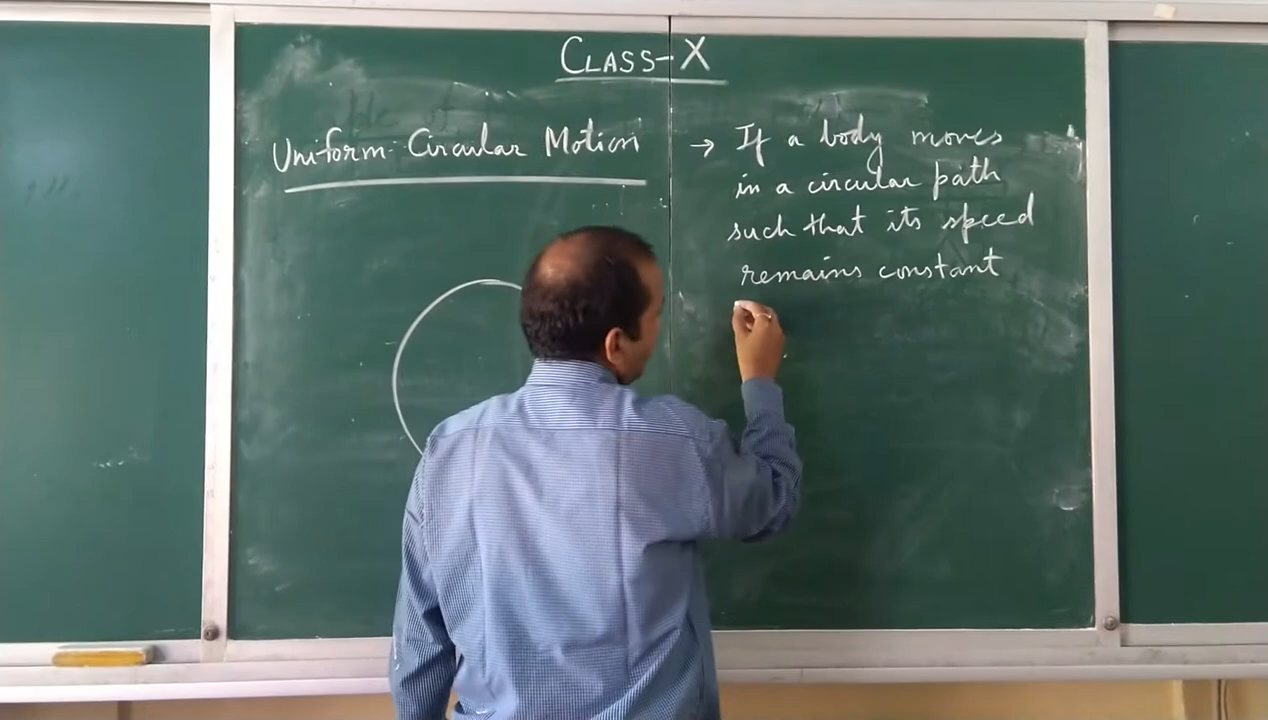 CLASS-X
Uniform Circular Motion
→ If a body moves
in a circular path
such that its speed
remains constant